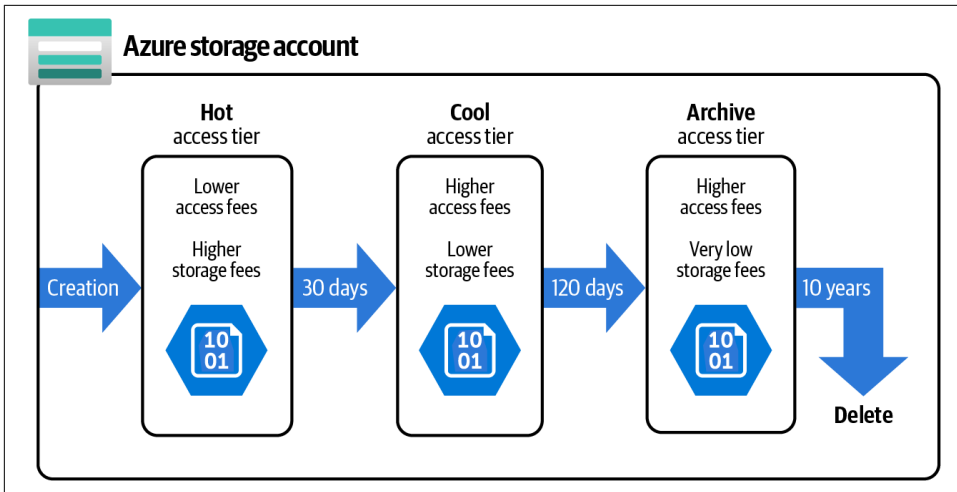 Azure storage account
Hot
access tier
Cool
access tier
Archive
access tier
Lower
access fees
Higher
storage fees
Higher
access fees
Lower
storage fees
Higher
access fees
Very low
storage fees
Creation
30 days
120 days
10 years
10
01
10
01
10
01
Delete